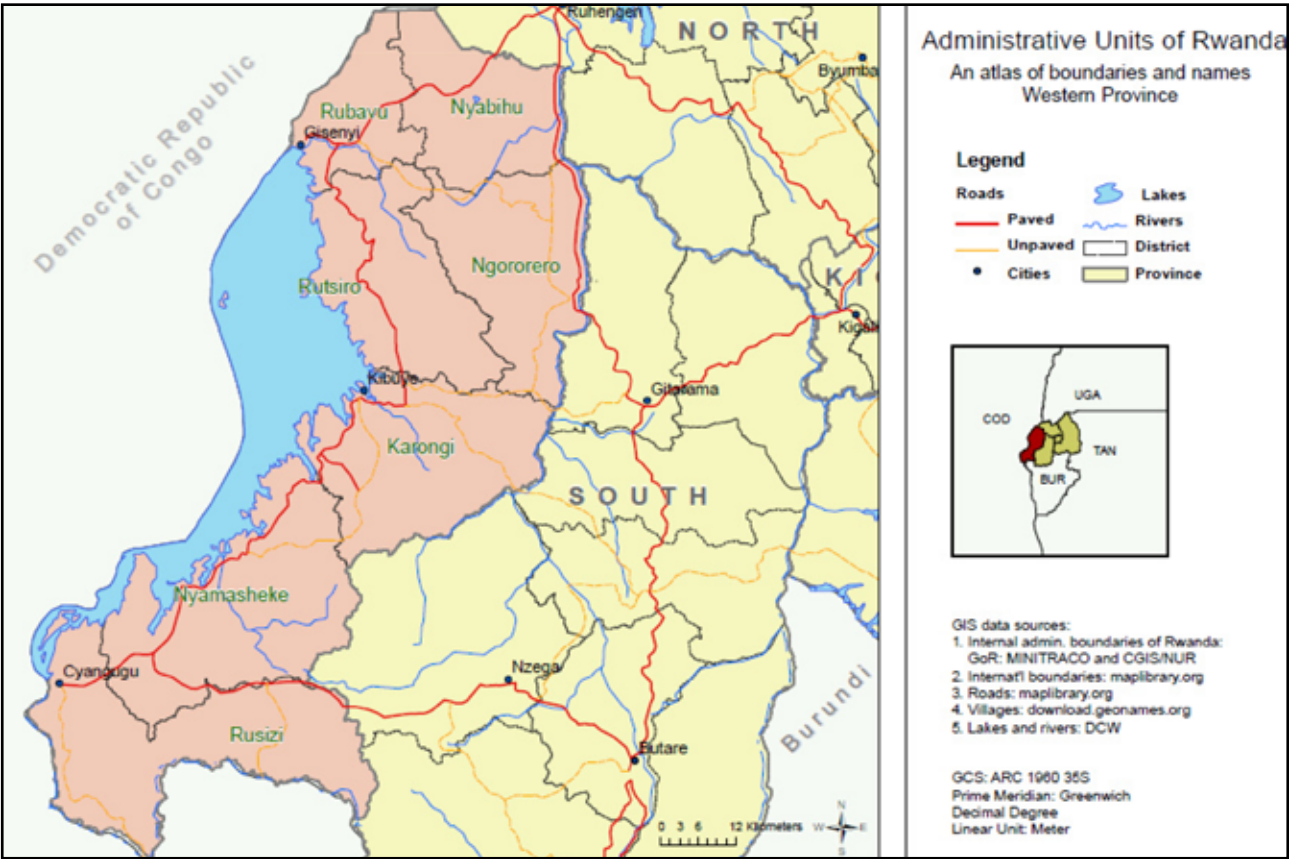 Ruhengeri
NORTH
Byumba
Democratic Republic
of Congo
Rubavu
Nyabihu
Gisenyi
Ngororero
Rutsiro
Kibuye
Gitarama
Karongi
SOUTH
Nyamasheke
Cyangugu
Nzega
Rusizi
Butare
Burundi
0 3 6 12 Kilometers
N
W E
S
Administrative Units of Rwanda
An atlas of boundaries and names
Western Province
Legend
Roads
Lakes
Paved
Rivers
Unpaved
District
Cities
Province
UGA
COD
TAN
BUR
GIS data sources:
1. Internal admin. boundaries of Rwanda:
GoR: MINITRACO and CGIS/NUR
2. Internat'l boundaries: maplibrary.org
3. Roads: maplibrary.org
4. Villages: download.geonames.org
5. Lakes and rivers: DCW
GCS: ARC 1960 36S
Prime Meridian: Greenwich
Decimal Degree
Linear Unit: Meter